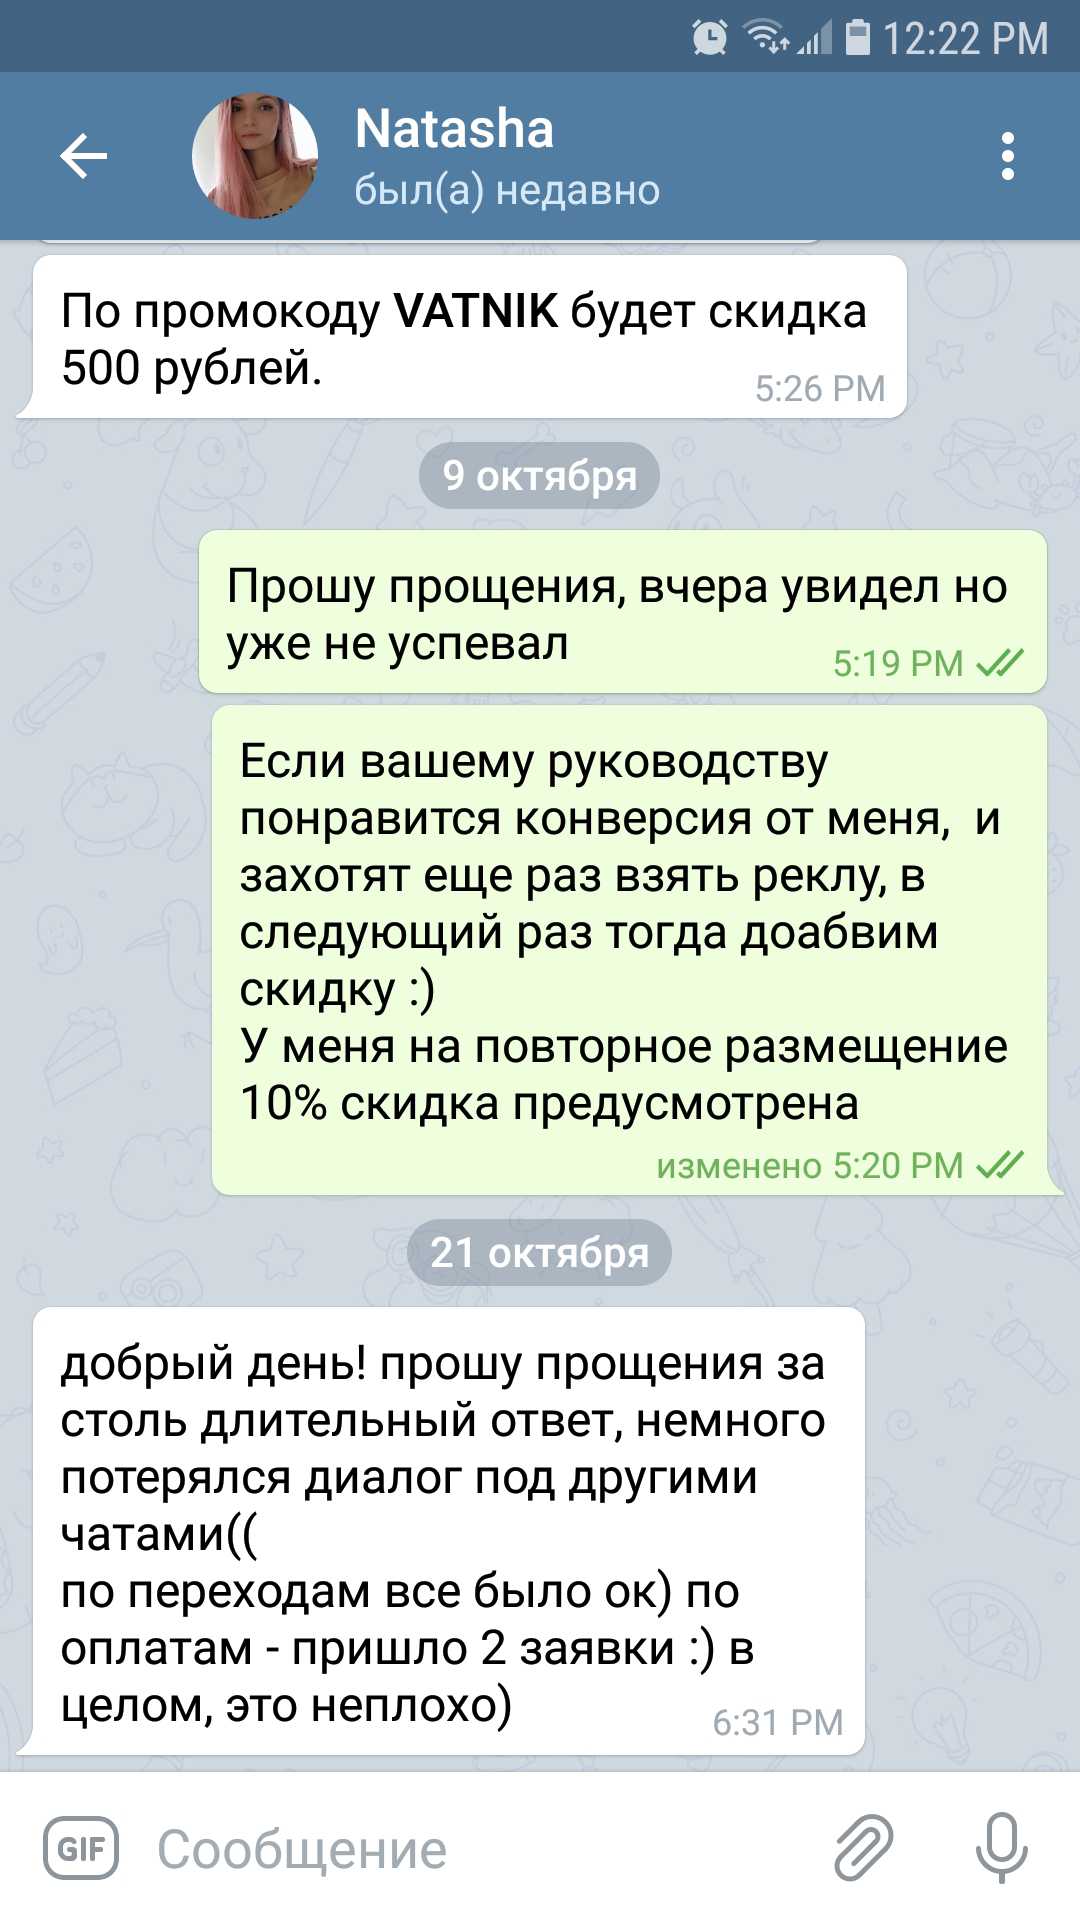 12:22 PM
Natasha
был(а) недавно
По промокоду VATNIK будет скидка
500 рублей.
5:26 PM
9 октября
Прошу прощения, вчера увидел но
уже не успевал
5:19 PM
Если вашему руководству
понравится конверсия от меня,  и
захотят еще раз взять реклу, в
следующий раз тогда доабвим
скидку :)
У меня на повторное размещение
10% скидка предусмотрена
изменено 5:20 PM
21 октября
добрый день! прошу прощения за
столь длительный ответ, немного
потерялся диалог под другими
чатами((
по переходам все было ок) по
оплатам - пришло 2 заявки :) в
целом, это неплохо)
6:31 PM
GIF Сообщение